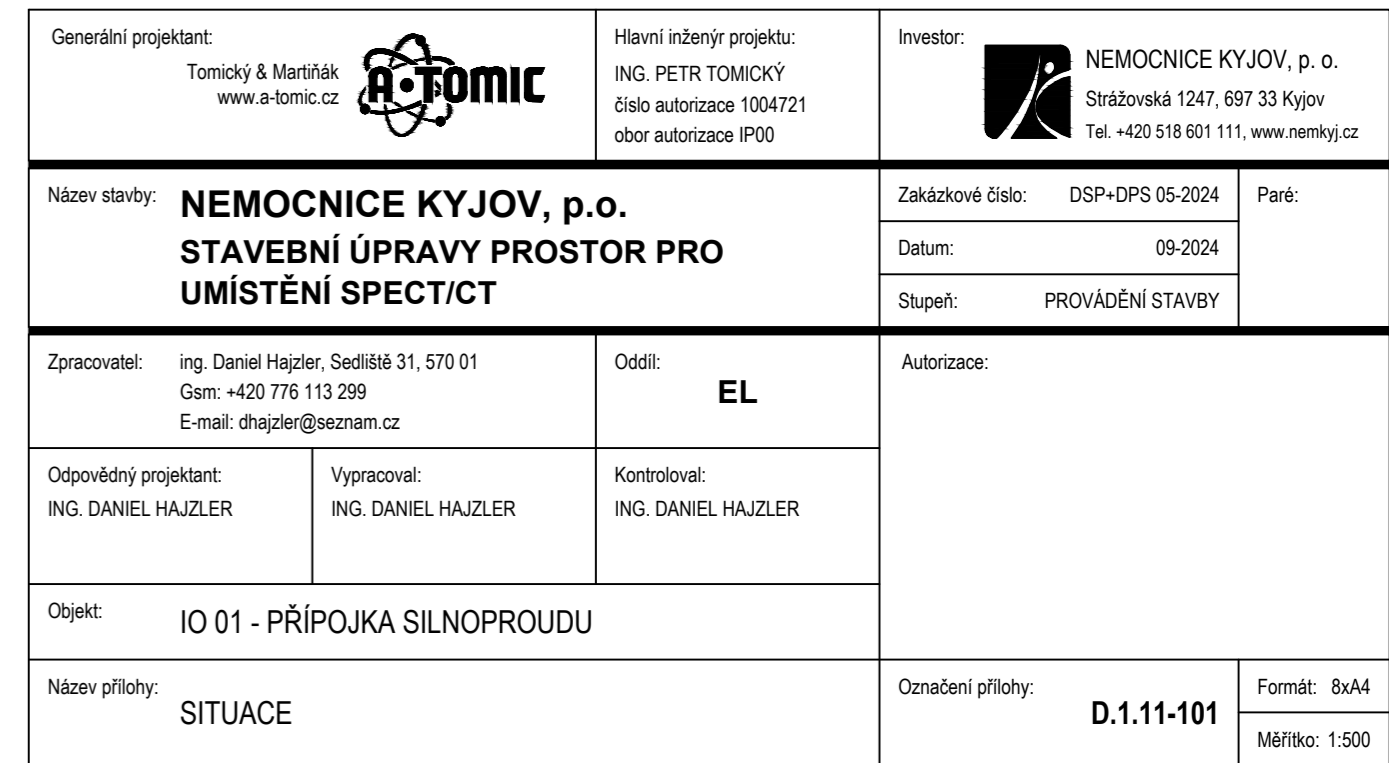 Generální projektant:
Tomický & Martiňák
www.a-tomic.cz
A-TOMIC
Hlavní inženýr projektu:
ING. PETR TOMICKÝ
číslo autorizace 1004721
obor autorizace IP00
Investor:
NEMOCNICE KYJOV, p. o.
Strážovská 1247, 697 33 Kyjov
Tel. +420 518 601 111, www.nemkyj.cz
Název stavby:
NEMOCNICE KYJOV, p.o.
STAVEBNÍ ÚPRAVY PROSTOR PRO
UMÍSTĚNÍ SPECT/CT
Zakázkové číslo: DSP+DPS 05-2024
Datum: 09-2024
Stupeň: PROVÁDĚNÍ STAVBY
Paré:
Zpracovatel: ing. Daniel Hajzler, Sedliště 31, 570 01
Gsm: +420 776 113 299
E-mail: dhajzler@seznam.cz
Oddíl:
EL
Autorizace:
Odpovědný projektant:
ING. DANIEL HAJZLER
Vypracoval:
ING. DANIEL HAJZLER
Kontroloval:
ING. DANIEL HAJZLER
Objekt: IO 01 - PŘÍPOJKA SILNOPROUDU
Název přílohy:
SITUACE
Označení přílohy:
D.1.11-101
Formát: 8xA4
Měřítko: 1:500